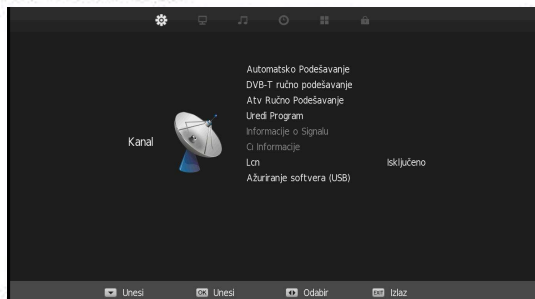 Automatsko Podešavanje
DVB-T ručno podešavanje
Atv Ručno Podešavanje
Uredi Program
Informacije o Signalu
Kanal
Ci Informacije
Lcn Isključeno
Ažuriranje softvera (USB)
Unesi OK Unesi Odabir EXIT Izlaz